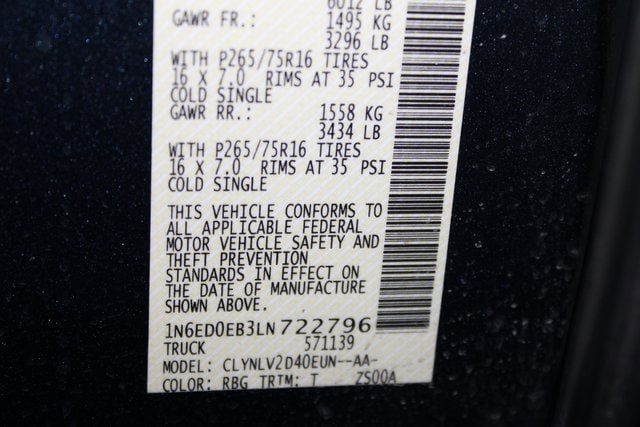 6012 LB
GAWR FR.: 1495 KG
3296 LB
WITH P265/75R16 TIRES
16 X 7.0 RIMS AT 35 PSI
COLD SINGLE
GAWR RR.: 1558 KG
3434 LB
WITH P265/75R16 TIRES
16 X 7.0 RIMS AT 35 PSI
COLD SINGLE
THIS VEHICLE CONFORMS TO
ALL APPLICABLE FEDERAL
MOTOR VEHICLE SAFETY AND
THEFT PREVENTION
STANDARDS IN EFFECT ON
THE DATE OF MANUFACTURE
SHOWN ABOVE.
1N6ED0EB3LN722796
TRUCK 571139
MODEL: CLYNLV2D40EUN--AA-
COLOR: RBG TRIM: T ZS00A